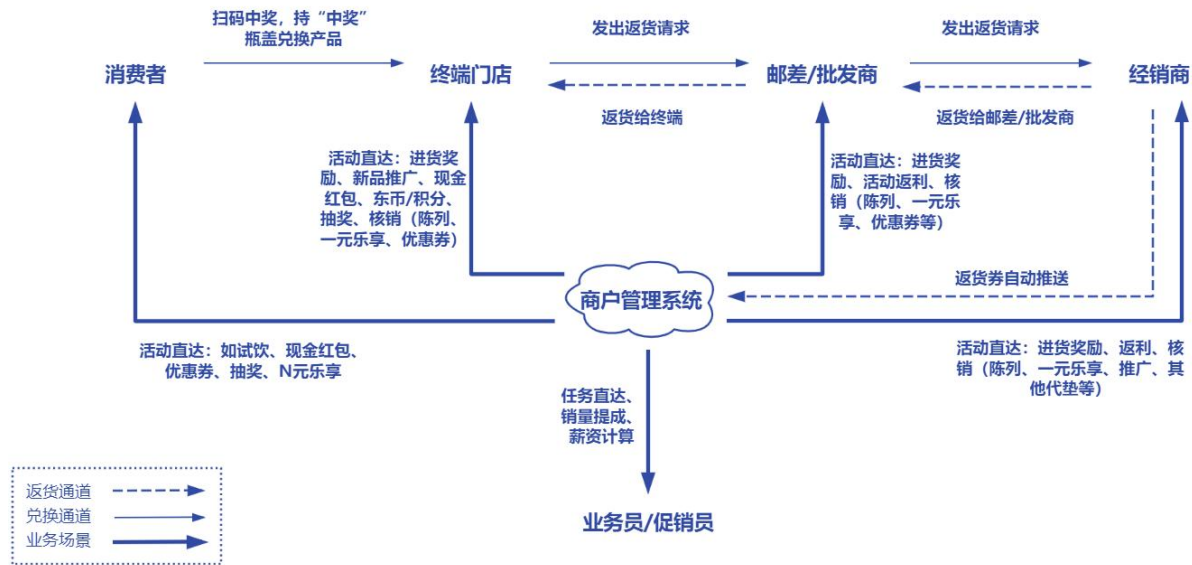 扫码中奖，持“中奖”
瓶盖兑换产品
发出返货请求
发出返货请求
消费者
终端门店
邮差/批发商
经销商
返货给终端
返货给邮差/批发商
活动直达：进货奖
励、新品推广、现金
红包、东币/积分、
抽奖、核销（陈列、
一元乐享、优惠券）
活动直达：进货奖
励、活动返利、核
销（陈列、一元乐
享、优惠券等）
商户管理系统
返货券自动推送
活动直达：如试饮、现金红包、
优惠券、抽奖、N元乐享
活动直达：进货奖励、返利、核
销（陈列、一元乐享、推广、其
他代垫等）
任务直达、
销量提成、
薪资计算
业务员/促销员
返货通道
兑换通道
业务场景